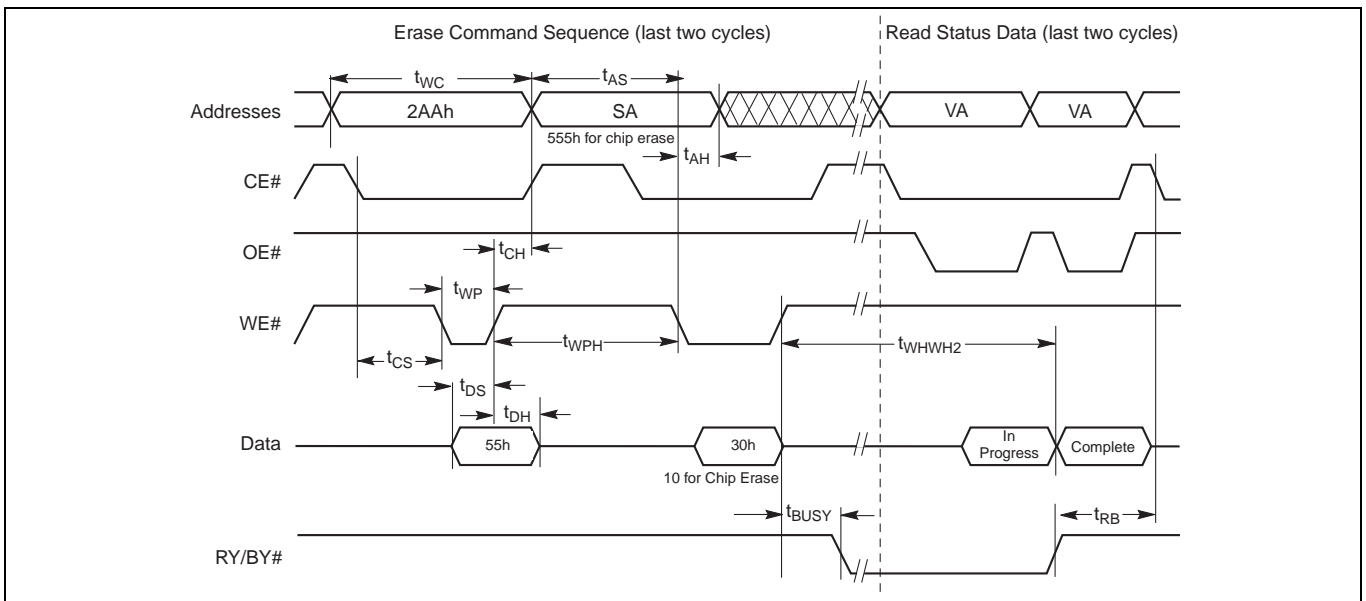 Erase Command Sequence (last two cycles)
Read Status Data (last two cycles)
tWC
tAS
Addresses
2AAh
SA
VA
VA
555h for chip erase
tAH
CE#
tCH
OE#
tWP
WE#
tWPH
tWHWH2
tCS
tDS
tDH
Data
55h
30h
In
Progress
Complete
10 for Chip Erase
tBUSY
tRB
RY/BY#